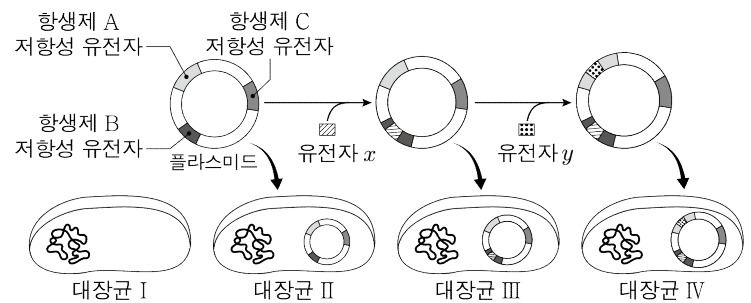 항생제 A
저항성 유전자
항생제 C
저항성 유전자
항생제 B
저항성 유전자
플라스미드
유전자 x
유전자 y
대장균 Ⅰ
대장균 Ⅱ
대장균 Ⅲ
대장균 Ⅳ